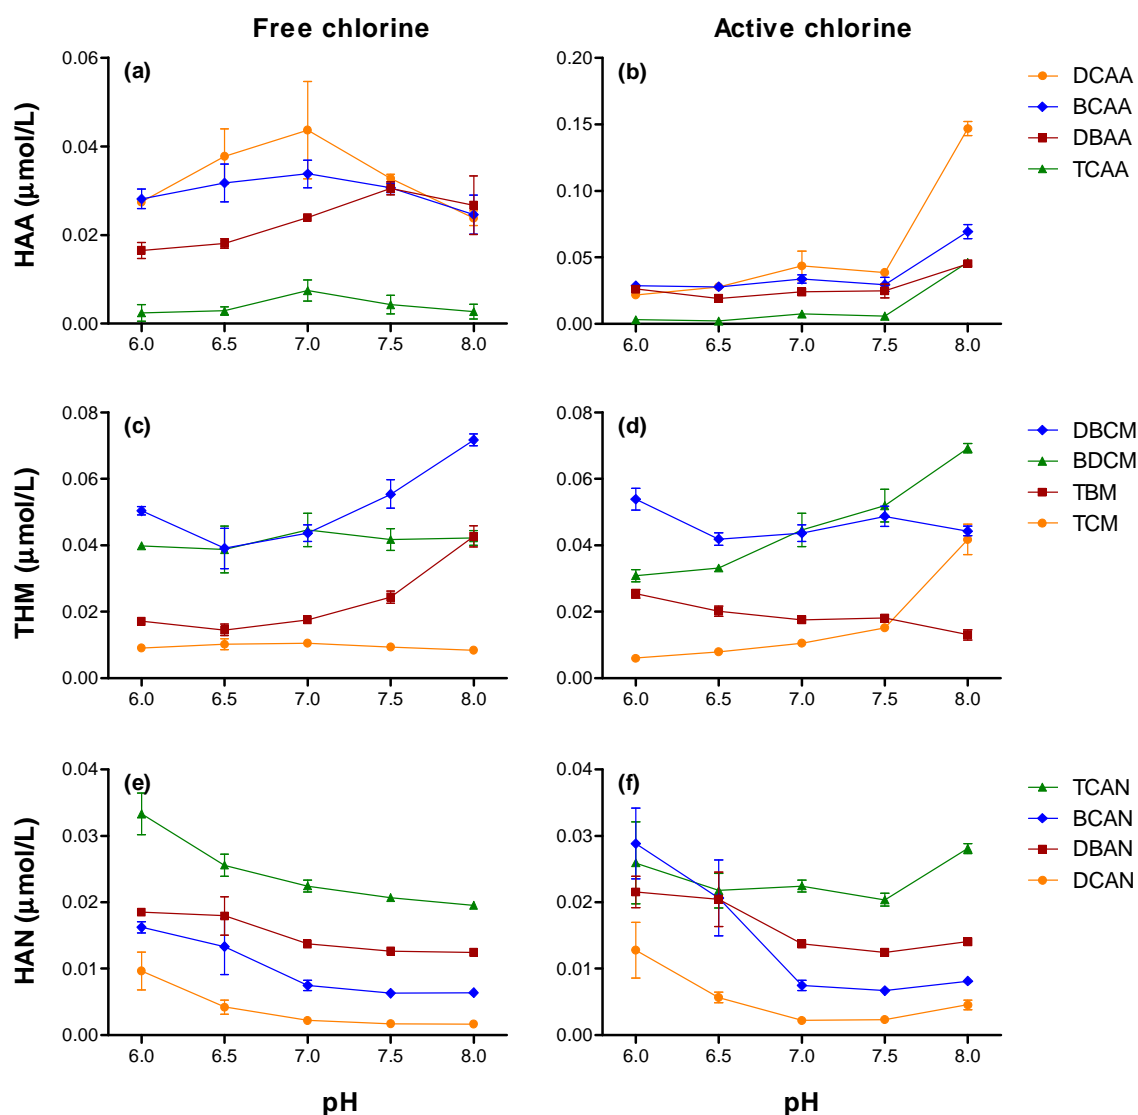 Free chlorine
Active chlorine
HAA (µmol/L)
(a)
0.06
0.04
0.02
0.00
6.0 6.5 7.0 7.5 8.0
(b)
0.20
0.15
0.10
0.05
0.00
6.0 6.5 7.0 7.5 8.0
DCAA
BCAA
DBAA
TCAA
THM (µmol/L)
(c)
0.08
0.06
0.04
0.02
0.00
6.0 6.5 7.0 7.5 8.0
(d)
0.08
0.06
0.04
0.02
0.00
6.0 6.5 7.0 7.5 8.0
DBCM
BDCM
TBM
TCM
HAN (µmol/L)
(e)
0.04
0.03
0.02
0.01
0.00
6.0 6.5 7.0 7.5 8.0
pH
(f)
0.04
0.03
0.02
0.01
0.00
6.0 6.5 7.0 7.5 8.0
pH
TCAN
BCAN
DBAN
DCAN